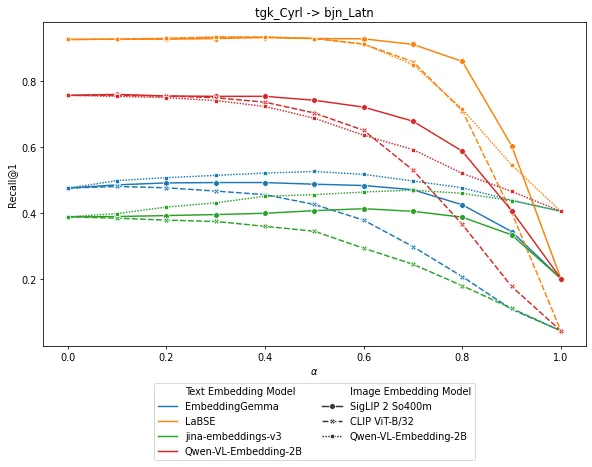 tgk_Cyrl -> bjn_Latn
Recall@1
0.8
0.6
0.4
0.2
0.0 0.2 0.4 0.6 0.8 1.0
α
Text Embedding Model Image Embedding Model
EmbeddingGemma SigLIP 2 So400m
LaBSE CLIP ViT-B/32
jina-embeddings-v3 Qwen-VL-Embedding-2B
Qwen-VL-Embedding-2B